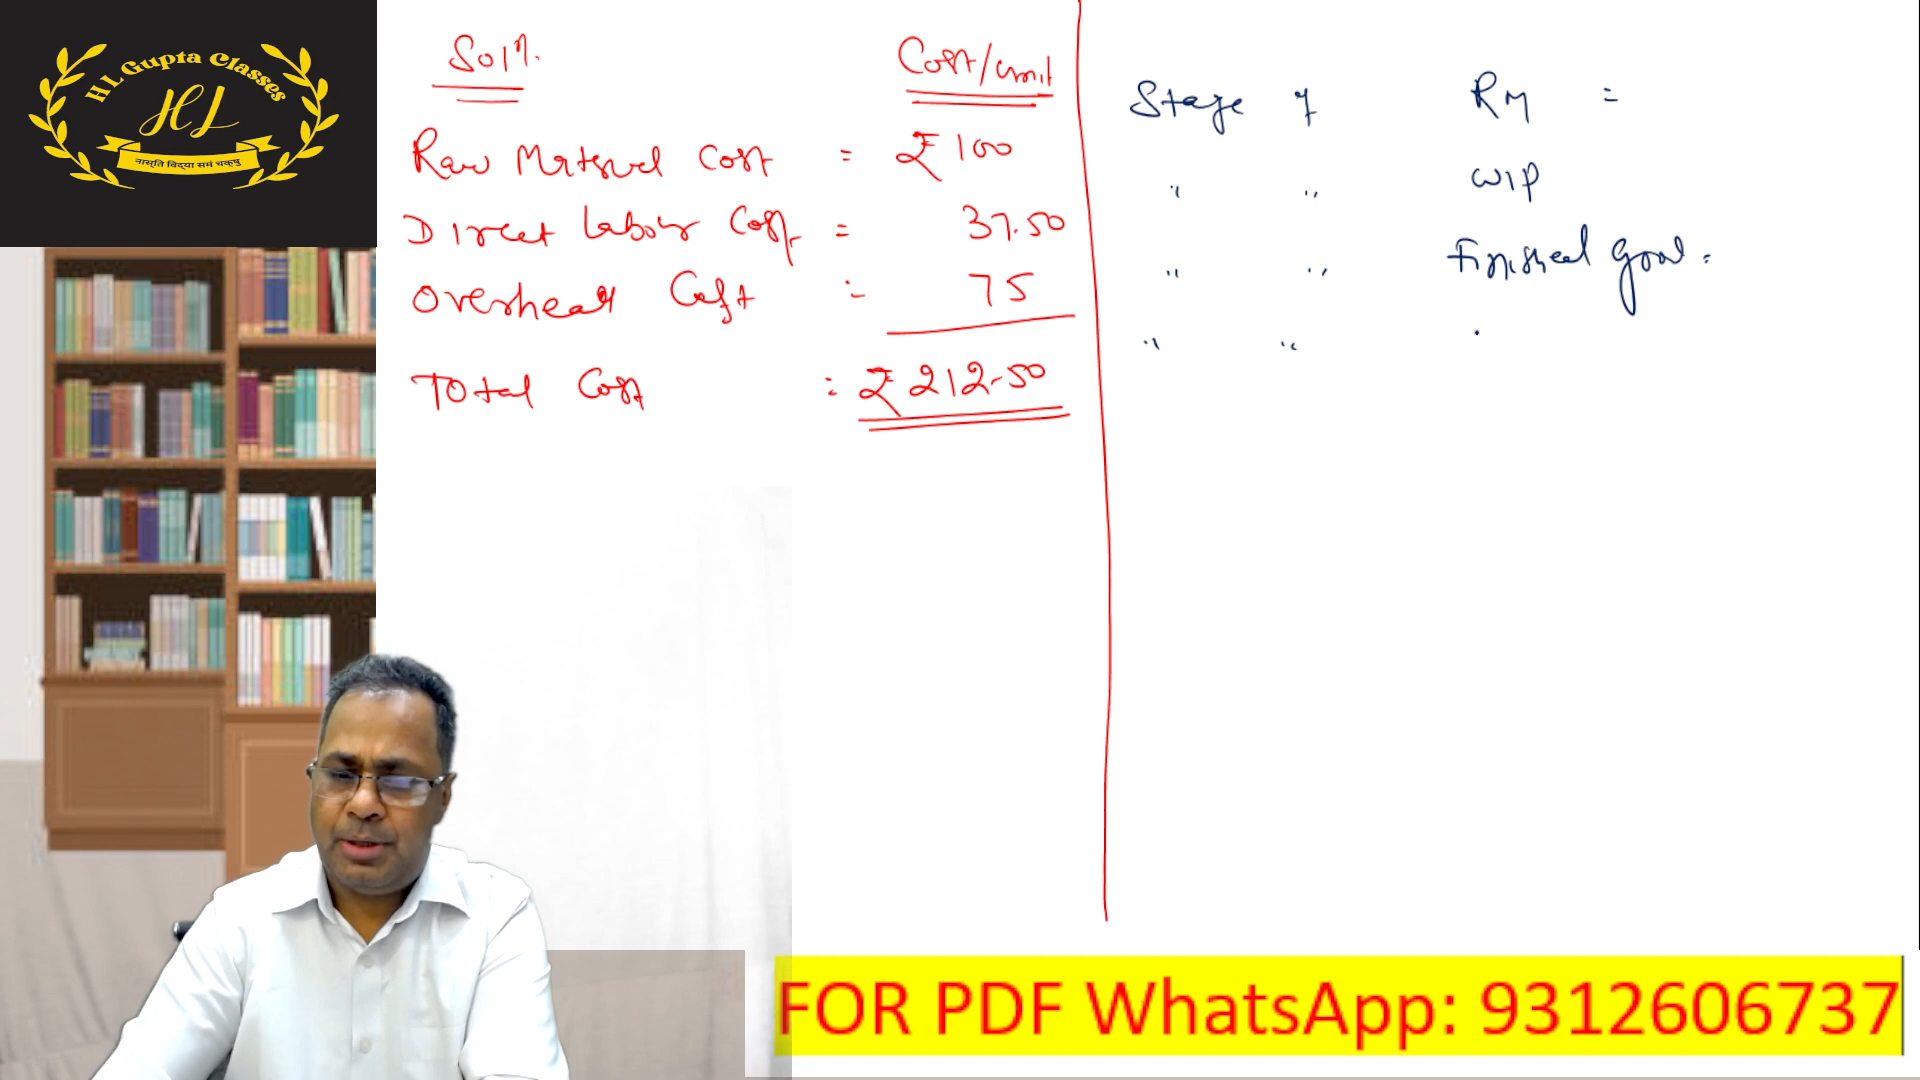 HL Gupta Classes
HL
नास्ति विद्या समं चक्षु
Soln.
Cost/unit
Raw Material Cost = ₹ 100
Direct Labour Cost = 37.50
Overhead Cost = 75
Total Cost = ₹ 212.50
Stage of RM =
" " WIP
" " Finished Good =
" "
FOR PDF WhatsApp: 9312606737